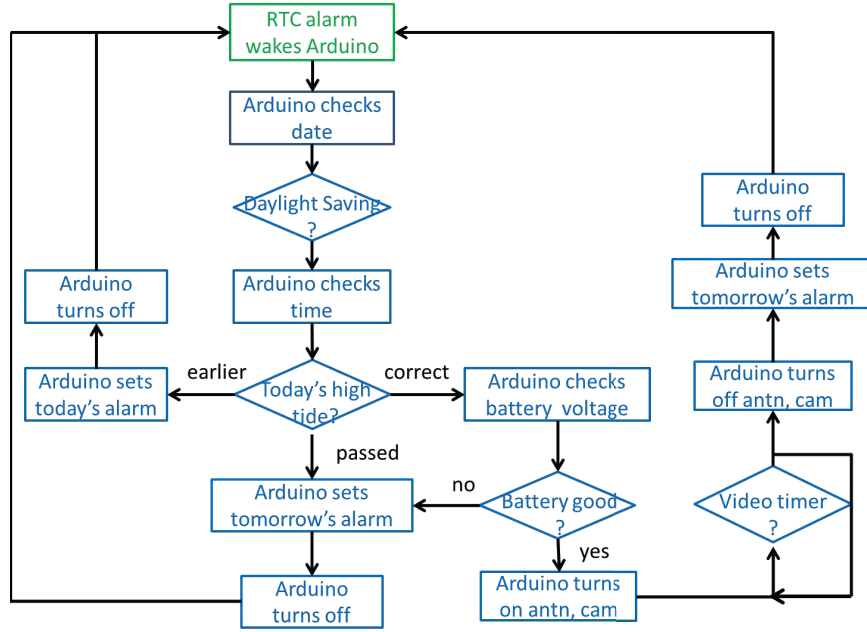 RTC alarm
wakes Arduino
Arduino checks
date
Daylight Saving
?
Arduino checks
time
Today's high
tide?
earlier
correct
passed
Arduino sets
today's alarm
Arduino
turns off
Arduino checks
battery voltage
Battery good
?
no
yes
Arduino sets
tomorrow's alarm
Arduino
turns off
Arduino turns
on antn, cam
Video timer
?
Arduino turns
off antn, cam
Arduino sets
tomorrow's alarm
Arduino
turns off